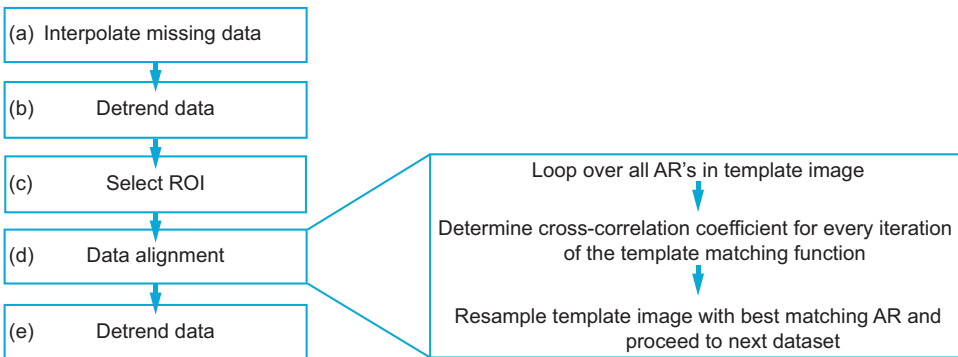 (a) Interpolate missing data
(b) Detrend data
(c) Select ROI
(d) Data alignment
(e) Detrend data
Loop over all AR's in template image
Determine cross-correlation coefficient for every iteration
of the template matching function
Resample template image with best matching AR and
proceed to next dataset